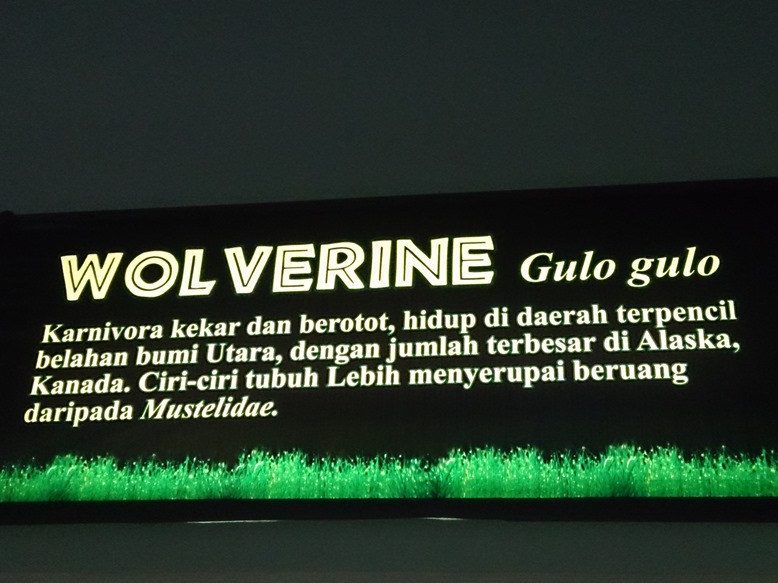 WOLVERINE Gulo gulo
Karnivora kekar dan berotot, hidup di daerah terpencil
belahan bumi Utara, dengan jumlah terbesar di Alaska,
Kanada. Ciri-ciri tubuh Lebih menyerupai beruang
daripada Mustelidae.